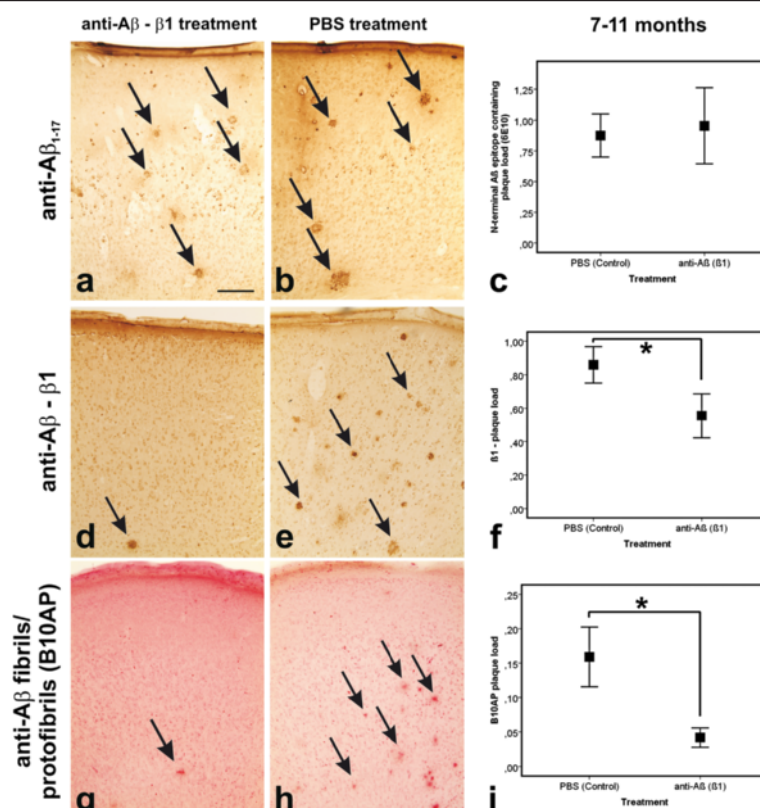 anti-Aβ - β1 treatment
PBS treatment
7-11 months
anti-Aβ1-17
a
b
N-terminal Aß epitope containing
plaque load (6E10)
1,25
1,00
,75
,50
,25
,00
PBS (Control)
anti-Aß (ß1)
Treatment
c
anti-Aβ - β1
d
e
ß1 - plaque load
1,00
,80
,60
,40
,20
,00
*
PBS (Control)
anti-Aß (ß1)
Treatment
f
anti-Aβ fibrils/
protofibrils (B10AP)
g
h
B10AP plaque load
,25
,20
,15
,10
,05
,00
*
PBS (Control)
anti-Aß (ß1)
Treatment
i